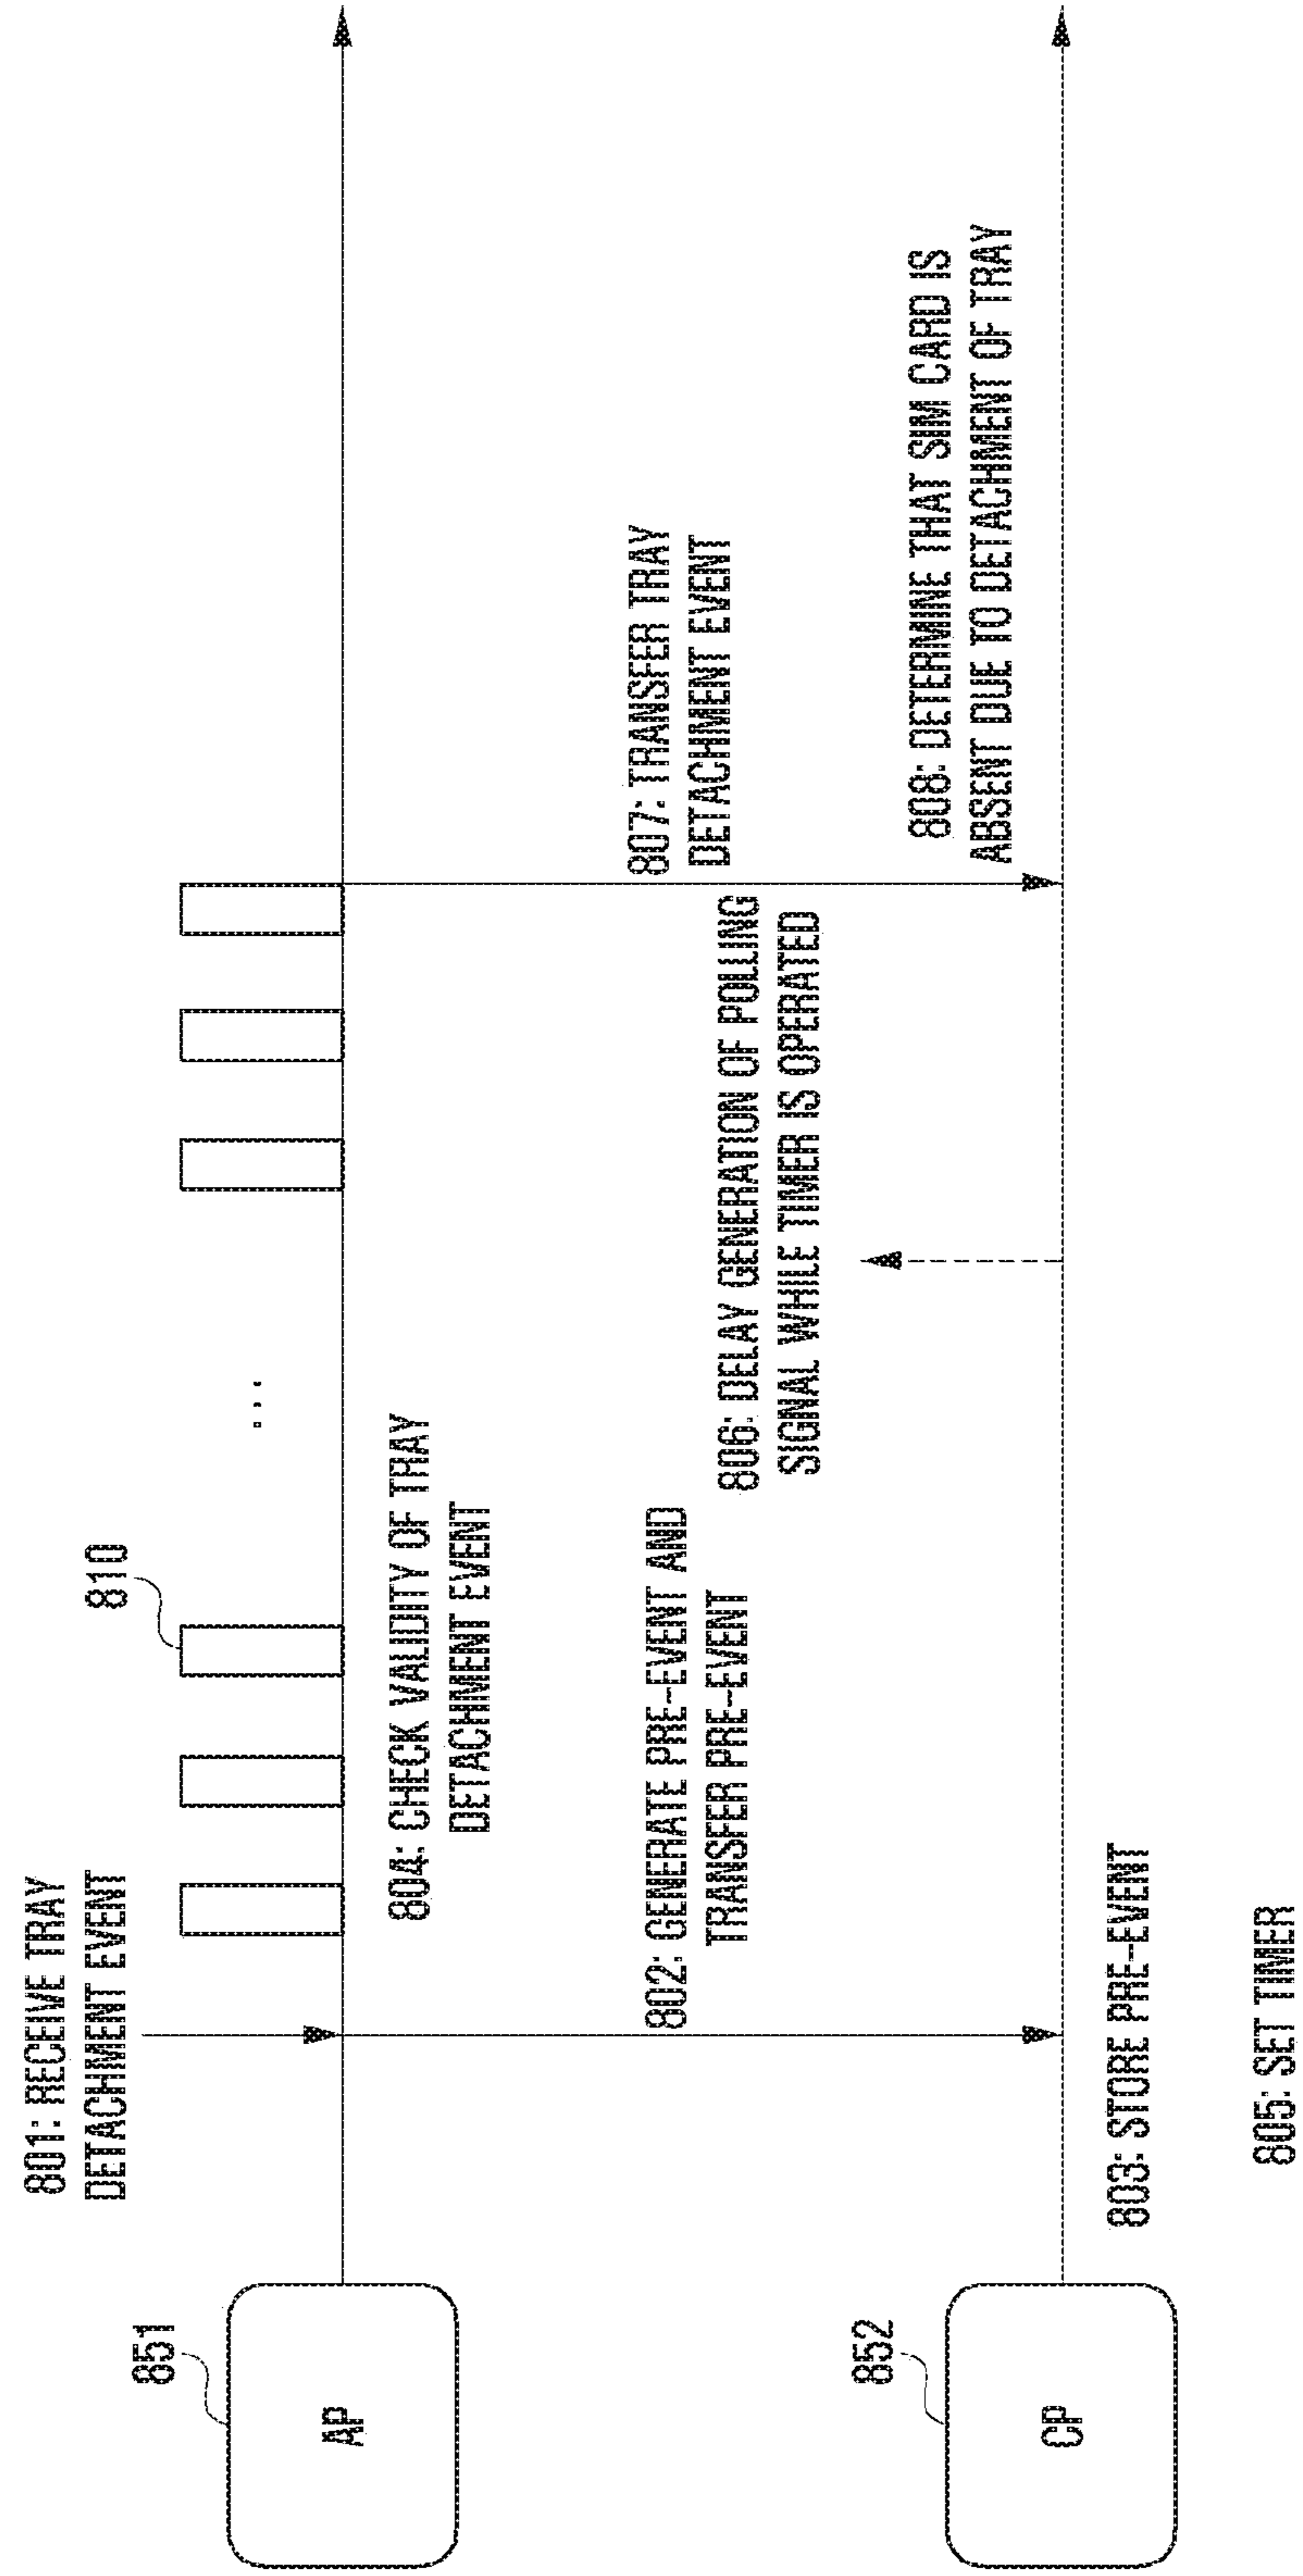 851
AP
801: RECEIVE TRAY
DETACHMENT EVENT
810
...
804: CHECK VALIDITY OF TRAY
DETACHMENT EVENT
802: GENERATE PRE-EVENT AND
TRANSFER PRE-EVENT
807: TRANSFER TRAY
DETACHMENT EVENT
806: DELAY GENERATION OF POLLING
SIGNAL WHILE TIMER IS OPERATED
808: DETERMINE THAT SIM CARD IS
ABSENT DUE TO DETACHMENT OF TRAY
852
CP
803: STORE PRE-EVENT
805: SET TIMER